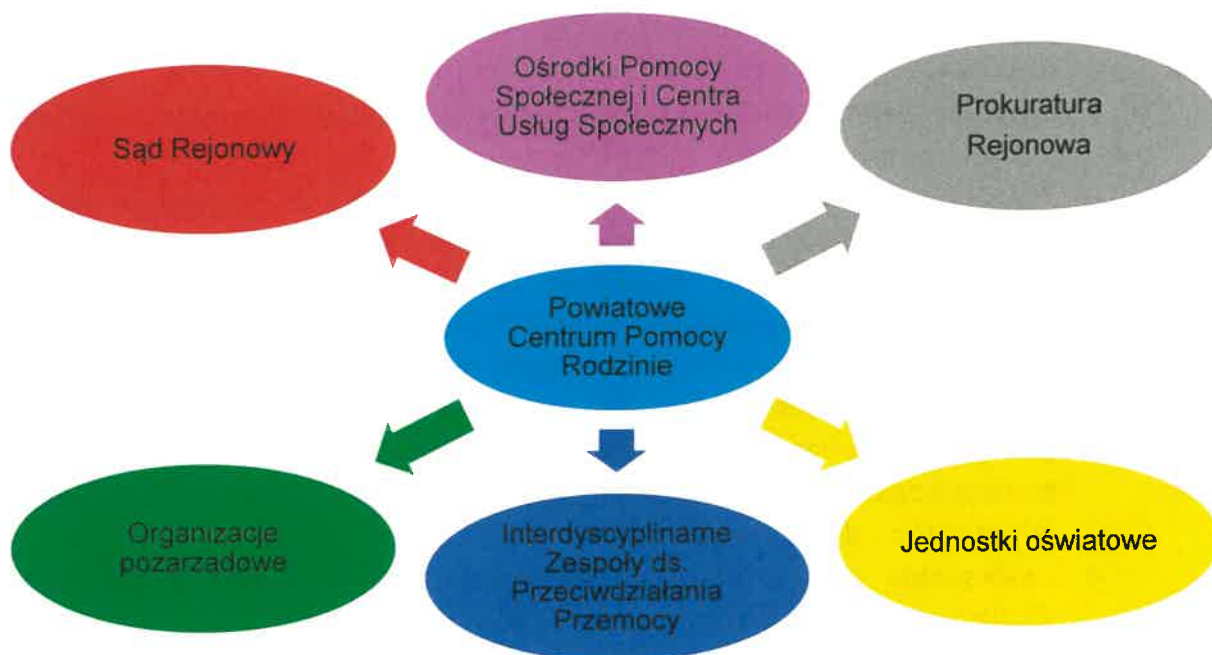 Ośrodki Pomocy
Społecznej i Centra
Usług Społecznych
Sąd Rejonowy
Prokuratura
Rejonowa
Powiatowe
Centrum Pomocy
Rodzinie
Organizacje
pozarządowe
Interdyscyplinarne
Zespoły ds.
Przeciwdziałania
Przemocy
Jednostki oświatowe